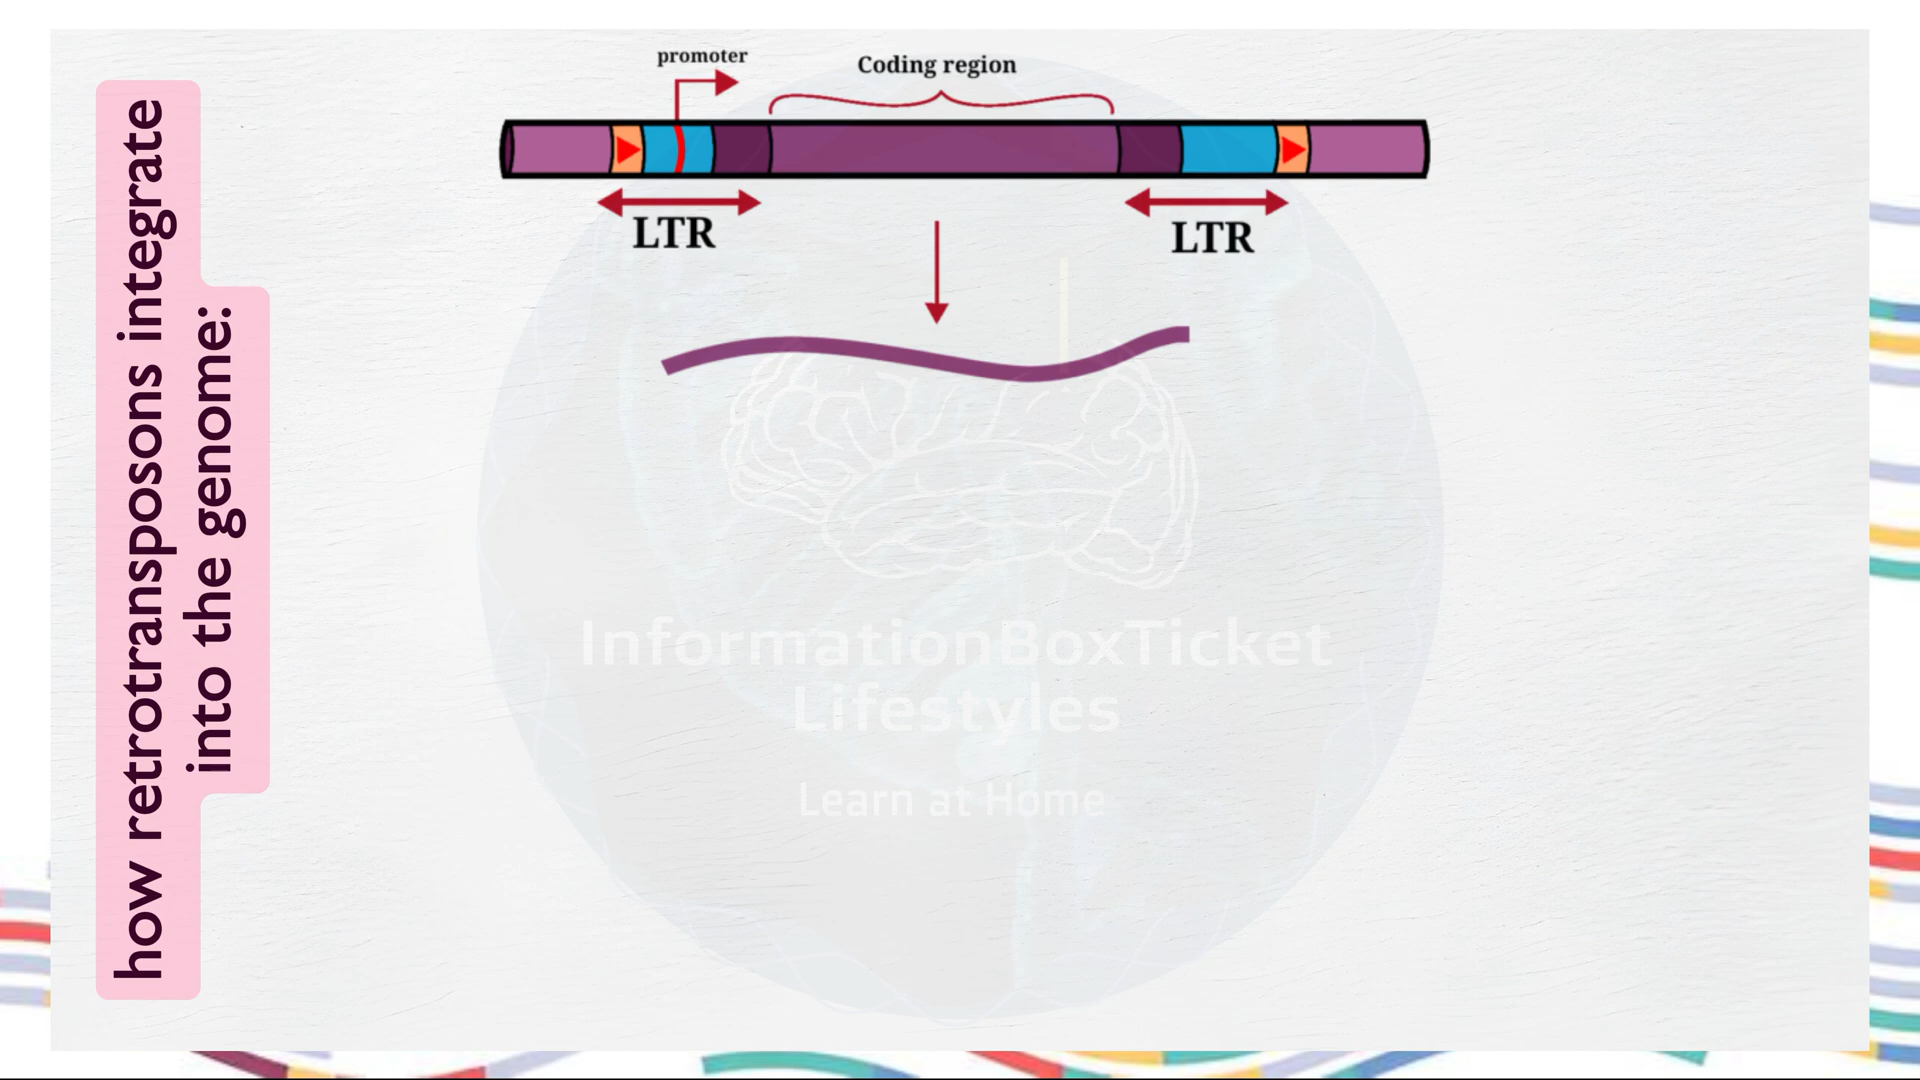 how retrotransposons integrate
into the genome:
promoter
Coding region
LTR
LTR
InformationBoxTicket
Lifestyles
Learn at Home